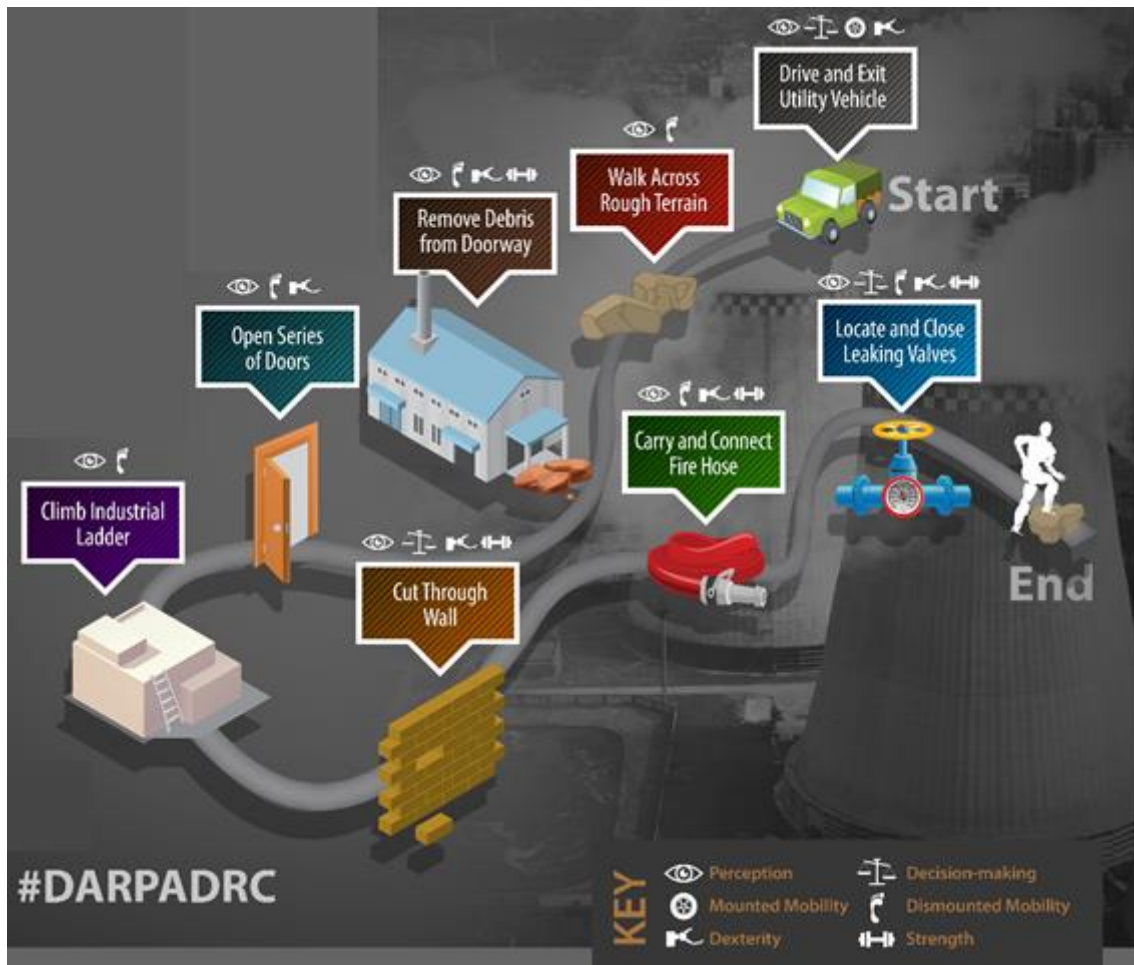 Drive and Exit
Utility Vehicle
Start
Walk Across
Rough Terrain
Remove Debris
from Doorway
Open Series
of Doors
Locate and Close
Leaking Valves
Carry and Connect
Fire Hose
Climb Industrial
Ladder
Cut Through
Wall
End
#DARPADRC
KEY
Perception
Decision-making
Mounted Mobility
Dismounted Mobility
Dexterity
Strength